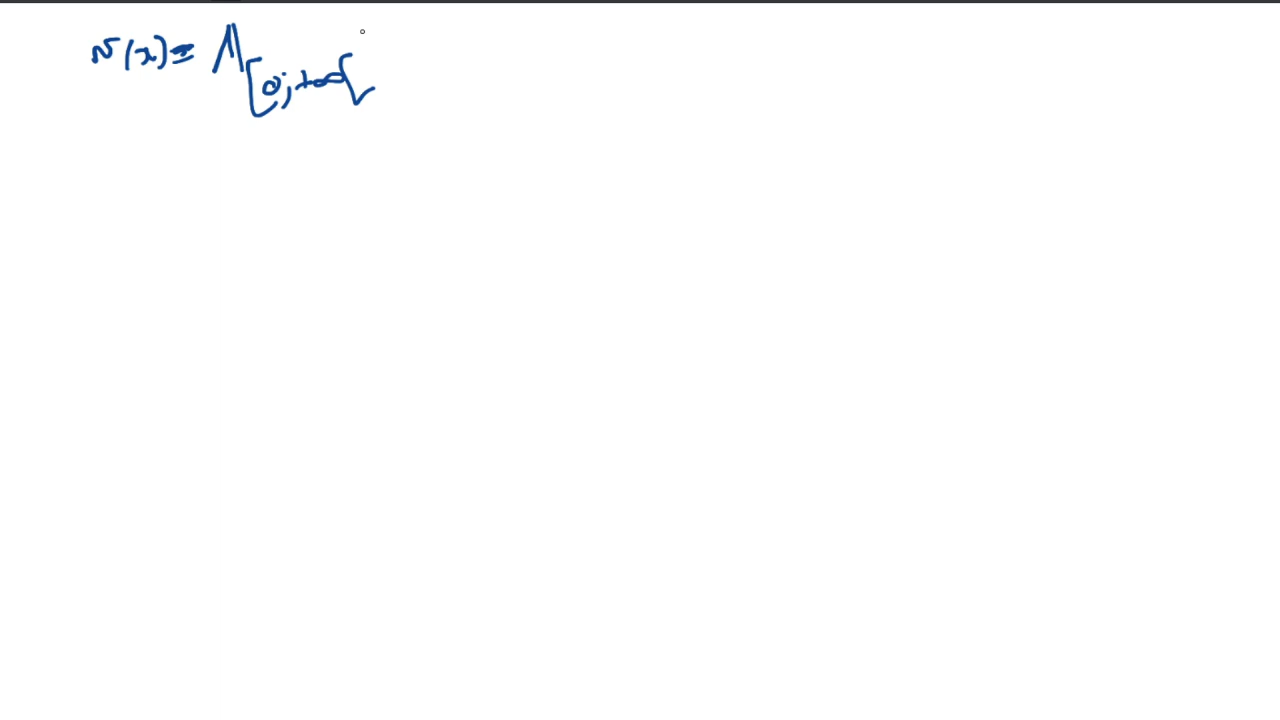 v(x) = 𝟙_[0;+∞[